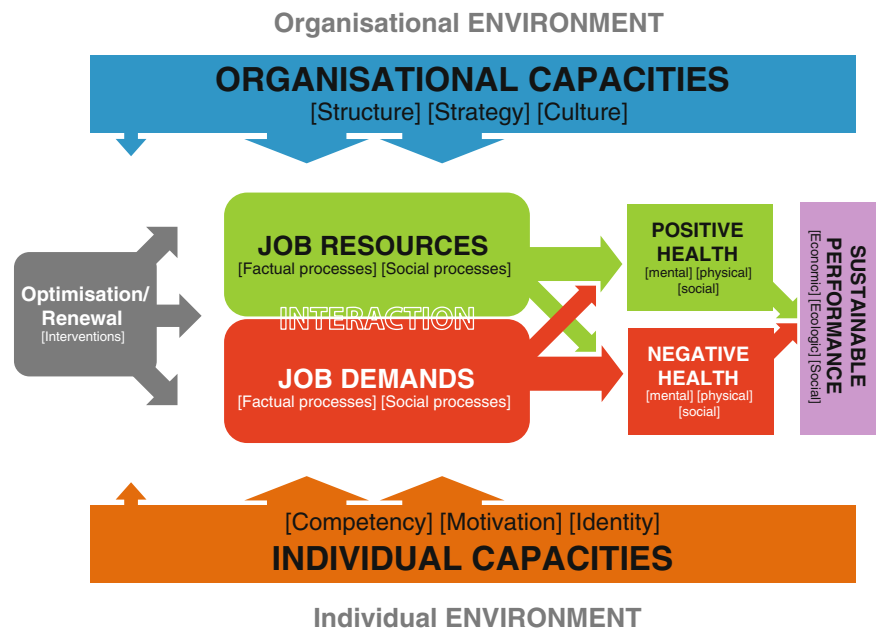 Organisational ENVIRONMENT
ORGANISATIONAL CAPACITIES
[Structure] [Strategy] [Culture]
Optimisation/
Renewal
[Interventions]
JOB RESOURCES
[Factual processes] [Social processes]
INTERACTION
JOB DEMANDS
[Factual processes] [Social processes]
POSITIVE
HEALTH
[mental] [physical]
[social]
NEGATIVE
HEALTH
[mental] [physical]
[social]
SUSTAINABLE
PERFORMANCE
[Economic] [Ecologic] [Social]
[Competency] [Motivation] [Identity]
INDIVIDUAL CAPACITIES
Individual ENVIRONMENT